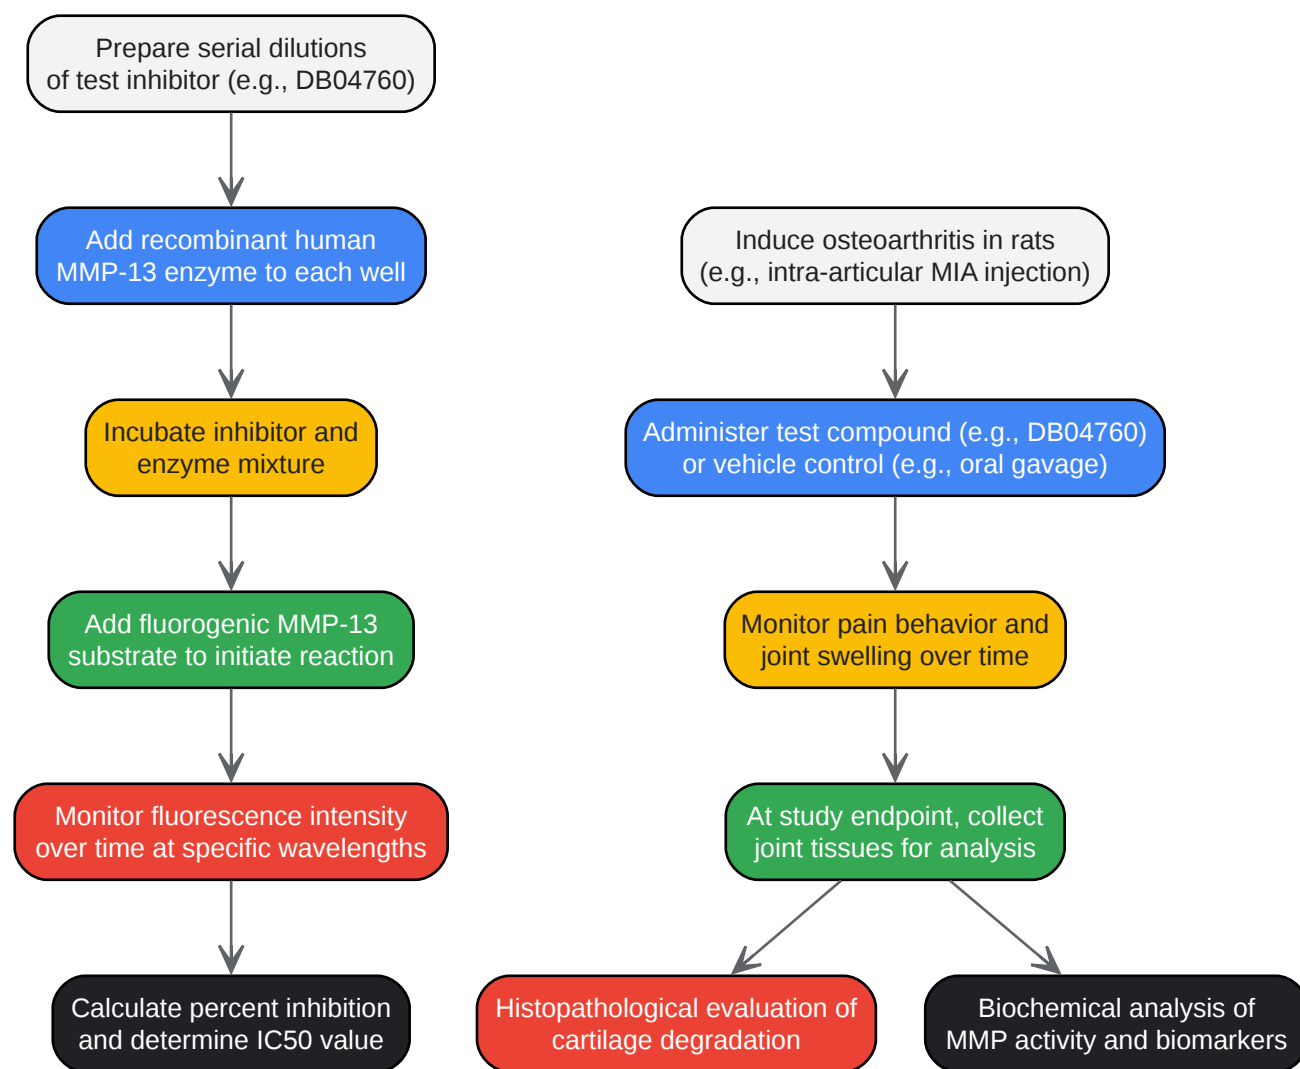 Prepare serial dilutions
of test inhibitor (e.g., DB04760)
Add recombinant human
MMP-13 enzyme to each well
Incubate inhibitor and
enzyme mixture
Add fluorogenic MMP-13
substrate to initiate reaction
Monitor fluorescence intensity
over time at specific wavelengths
Calculate percent inhibition
and determine IC50 value
Induce osteoarthritis in rats
(e.g., intra-articular MIA injection)
Administer test compound (e.g., DB04760)
or vehicle control (e.g., oral gavage)
Monitor pain behavior and
joint swelling over time
At study endpoint, collect
joint tissues for analysis
Histopathological evaluation of
cartilage degradation
Biochemical analysis of
MMP activity and biomarkers